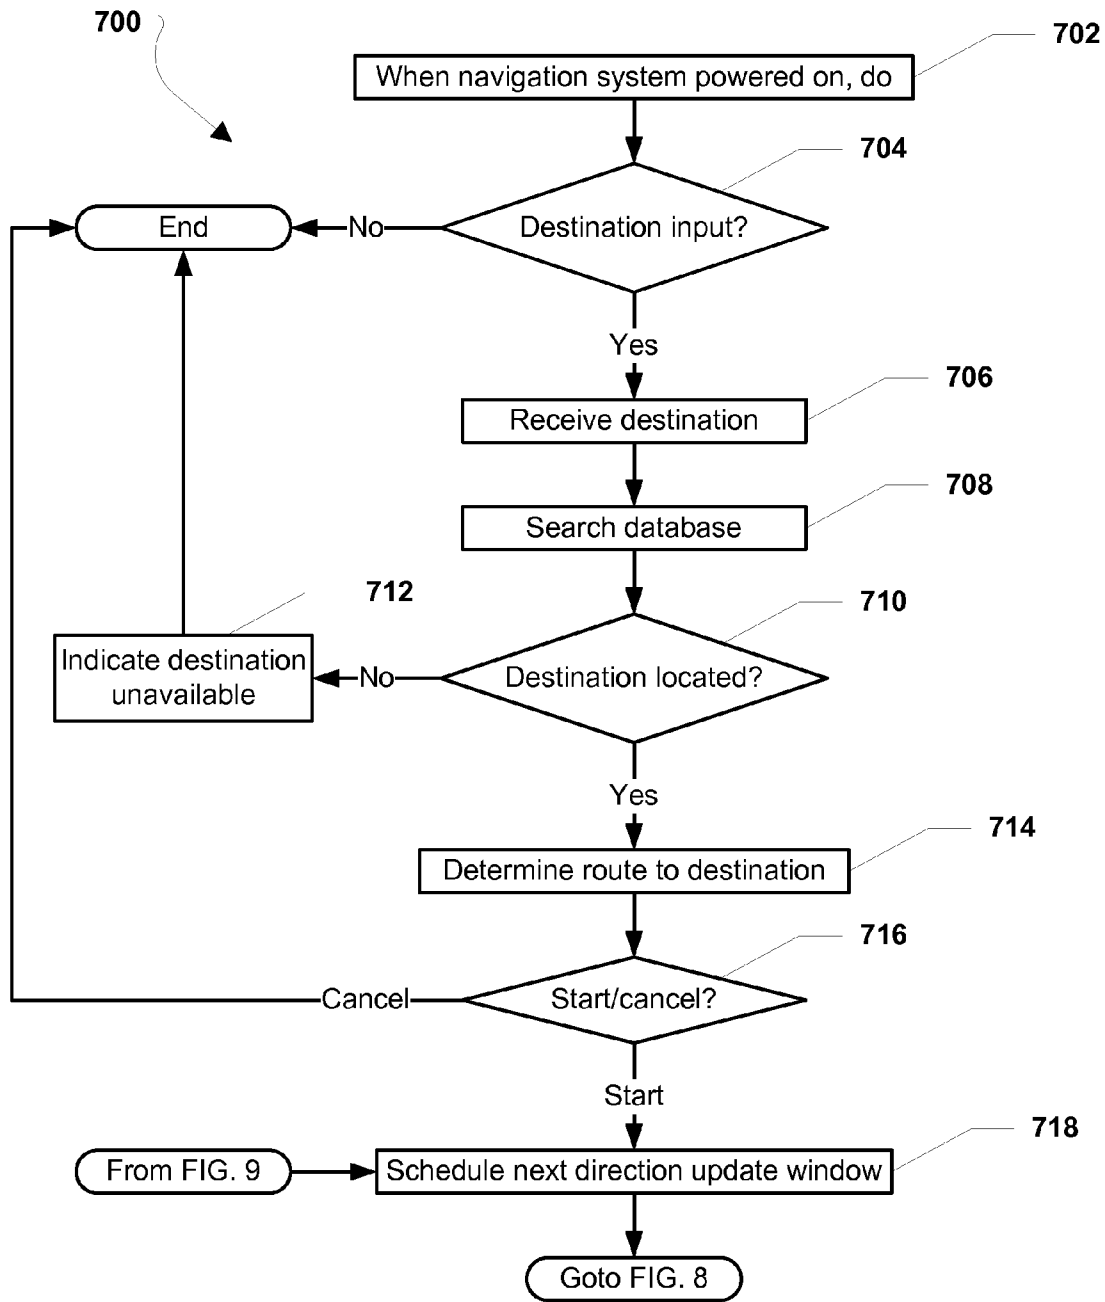 700
702
When navigation system powered on, do
704
End
No
Destination input?
Yes
706
Receive destination
708
Search database
712
710
Indicate destination
unavailable
No
Destination located?
Yes
714
Determine route to destination
716
Cancel
Start/cancel?
Start
718
From FIG. 9
Schedule next direction update window
Goto FIG. 8